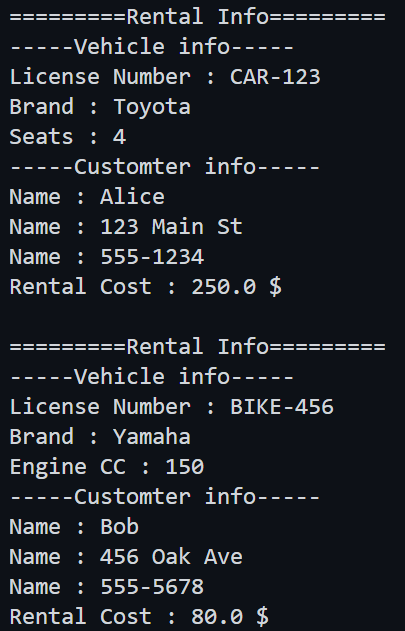 =========Rental Info=========
-----Vehicle info-----
License Number : CAR-123
Brand : Toyota
Seats : 4
-----Customter info-----
Name : Alice
Name : 123 Main St
Name : 555-1234
Rental Cost : 250.0 $

=========Rental Info=========
-----Vehicle info-----
License Number : BIKE-456
Brand : Yamaha
Engine CC : 150
-----Customter info-----
Name : Bob
Name : 456 Oak Ave
Name : 555-5678
Rental Cost : 80.0 $